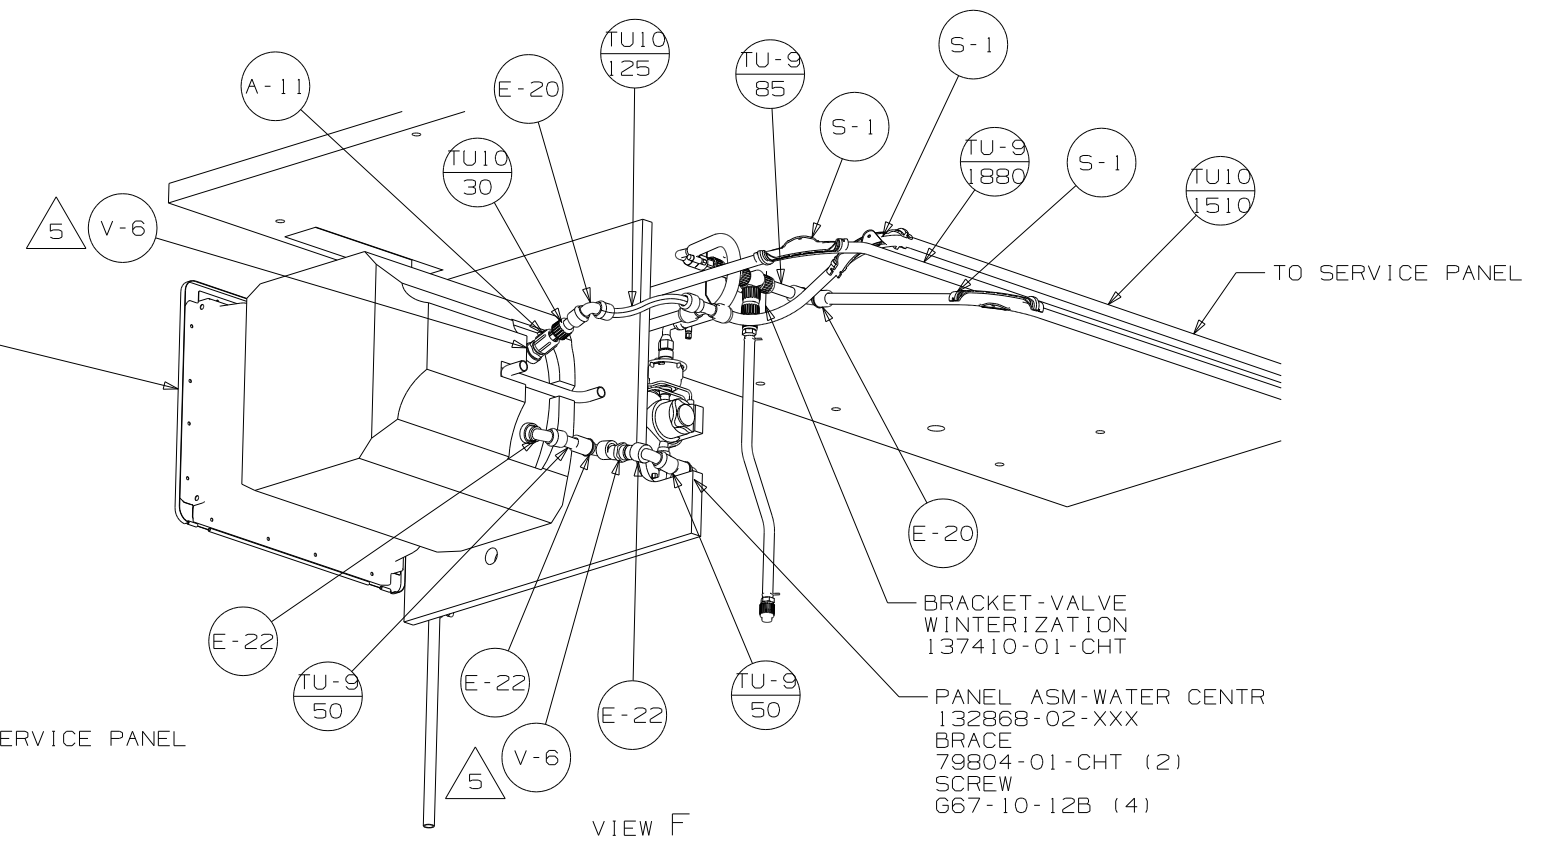 S-1
TU10
125
TU-9
85
A-11
E-20
S-1
TU10
30
TU-9
1880
S-1
TU10
1510
5
V-6
TO SERVICE PANEL
E-20
BRACKET-VALVE
WINTERIZATION
137410-01-CHT
E-22
TU-9
50
E-22
E-22
TU-9
50
PANEL ASM-WATER CENTR
132868-02-XXX
BRACE
79804-01-CHT (2)
SCREW
G67-10-12B (4)
ERVICE PANEL
5
V-6
VIEW F